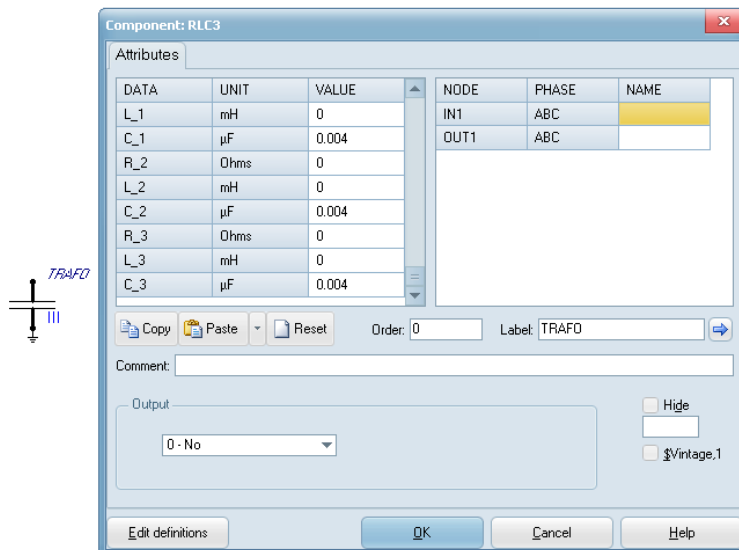 Component: RLC3
Attributes
DATA UNIT VALUE
L_1 mH 0
C_1 µF 0.004
R_2 Ohms 0
L_2 mH 0
C_2 µF 0.004
R_3 Ohms 0
L_3 mH 0
C_3 µF 0.004
NODE PHASE NAME
IN1 ABC
OUT1 ABC
TRAFO
III
Copy Paste Reset Order: 0 Label: TRAFO
Comment:
Output
0 - No
Hide
$Vintage,1
Edit definitions OK Cancel Help